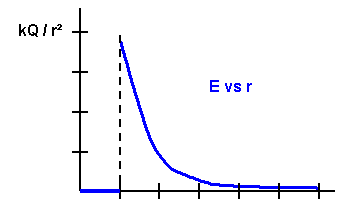 kQ / r²
E vs r